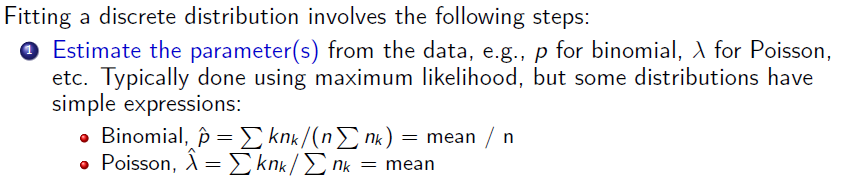 Fitting a discrete distribution involves the following steps:
1 Estimate the parameter(s) from the data, e.g., p for binomial, λ for Poisson,
etc. Typically done using maximum likelihood, but some distributions have
simple expressions:
• Binomial, p̂ = ∑ knₖ/(n ∑ nₖ) = mean / n
• Poisson, λ̂ = ∑ knₖ/ ∑ nₖ = mean